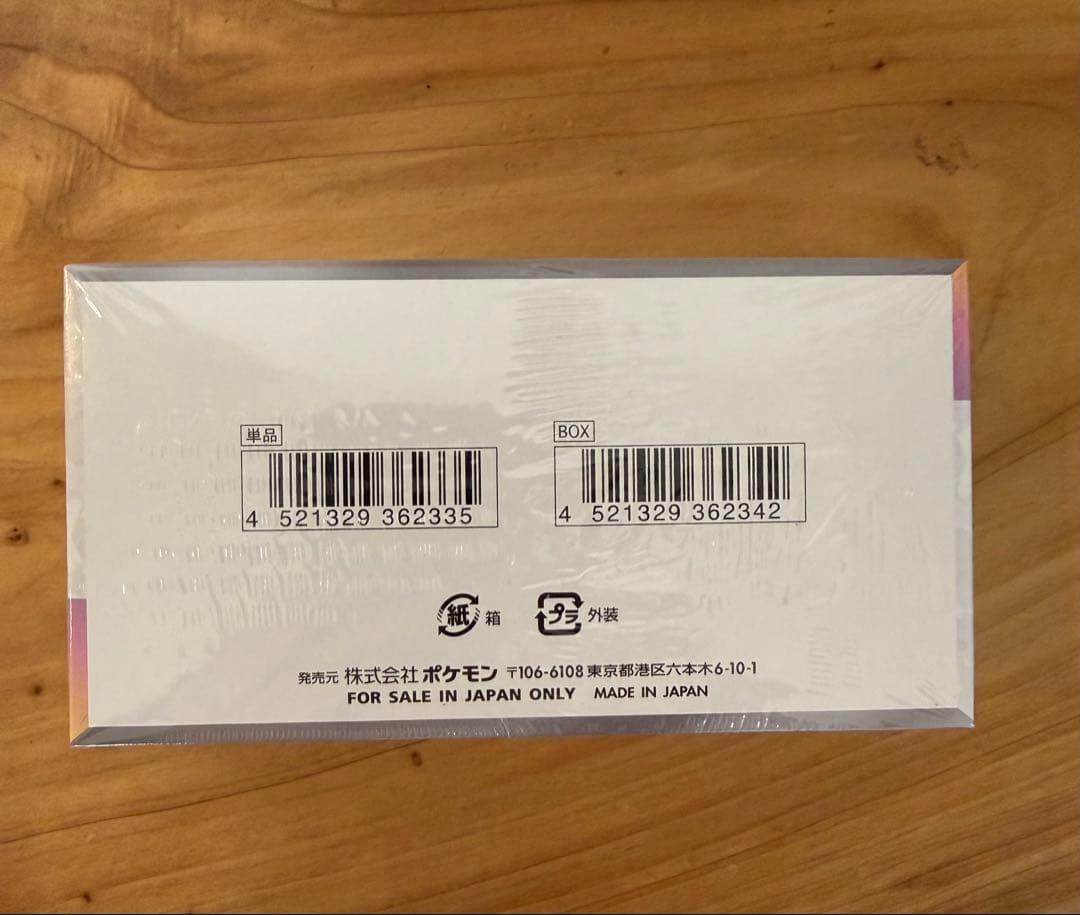 単品
BOX
4 521329 362335
4 521329 362342
紙 箱
プラ 外装
発売元 株式会社 ポケモン 〒106-6108 東京都港区六本木6-10-1
FOR SALE IN JAPAN ONLY MADE IN JAPAN